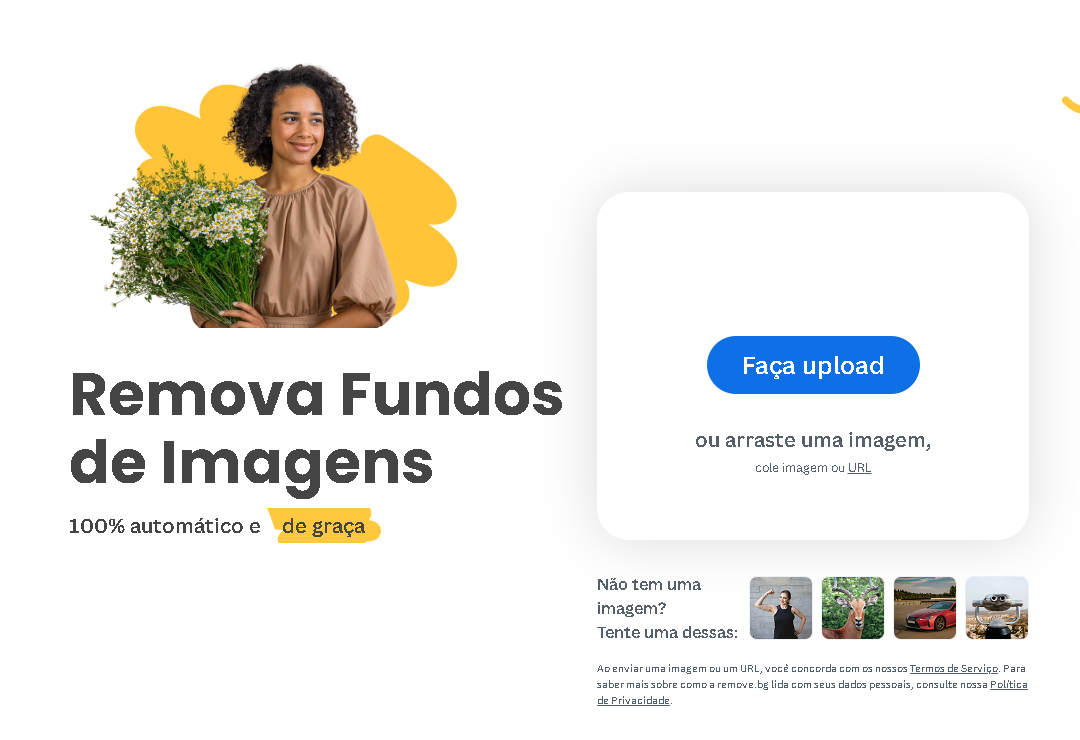 Remova Fundos
de Imagens
100% automático e de graça
Faça upload
ou arraste uma imagem,
cole imagem ou URL
Não tem uma
imagem?
Tente uma dessas:
Ao enviar uma imagem ou um URL, você concorda com os nossos Termos de Serviço. Para
saber mais sobre como a remove.bg lida com seus dados pessoais, consulte nossa Política
de Privacidade.